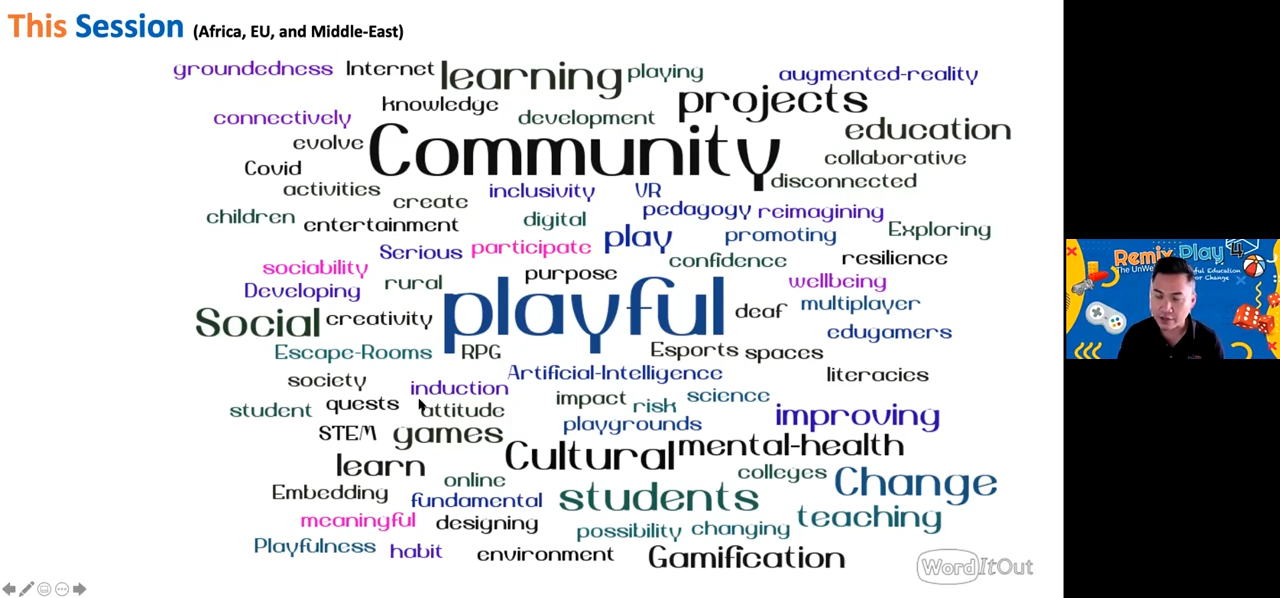 This Session (Africa, EU, and Middle-East)
groundedness Internet learning playing augmented-reality
knowledge projects
connectively development education
evolve Community collaborative
Covid disconnected
activities create inclusivity VR
children entertainment digital pedagogy reimagining
play promoting Exploring
Serious participate confidence resilience
sociability purpose wellbeing
Developing rural playful deaf multiplayer
Social creativity edugamers
Escape-Rooms RPG Esports spaces
society induction Artificial-Intelligence literacies
student quests attitude impact risk science
playgrounds improving
STEM games Cultural mental-health
learn online colleges Change
Embedding fundamental students
meaningful designing possibility changing teaching
Playfulness habit environment Gamification
WordItOut
Remix Play 4